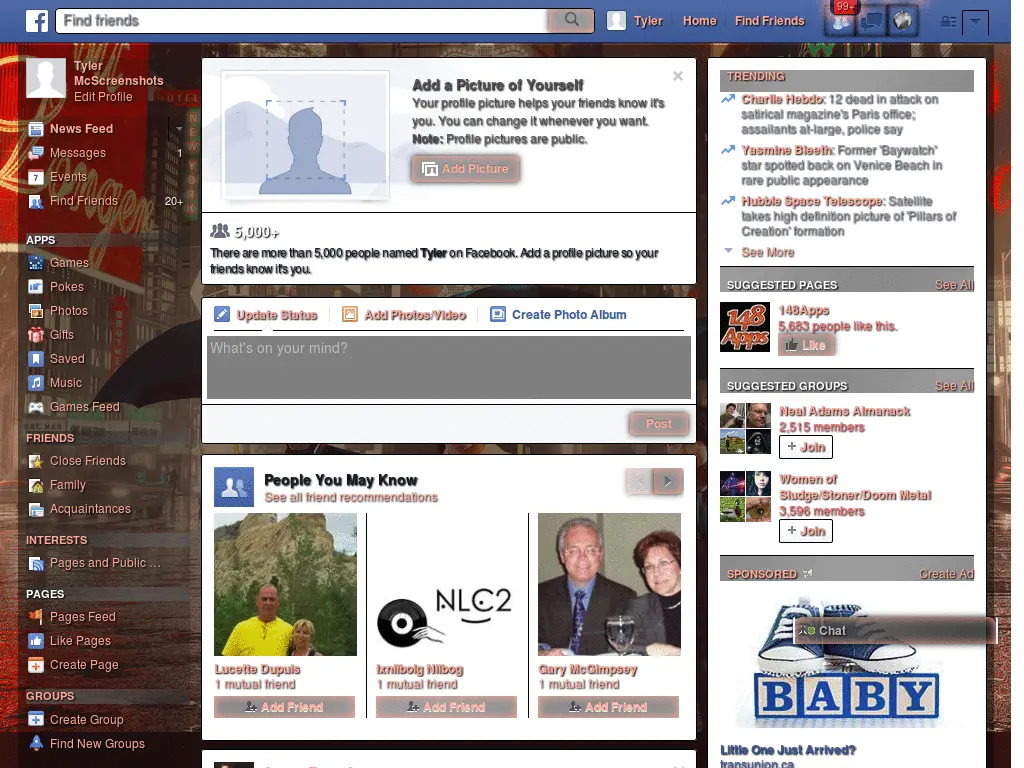 Find friends
Tyler
Home
Find Friends
99+
Tyler
McScreenshots
Edit Profile
News Feed
Messages
1
7
Events
Find Friends
20+
APPS
Games
Pokes
Photos
Gifts
Saved
Music
Games Feed
FRIENDS
Close Friends
Family
Acquaintances
INTERESTS
Pages and Public ...
PAGES
Pages Feed
Like Pages
Create Page
GROUPS
Create Group
Find New Groups
Add a Picture of Yourself
Your profile picture helps your friends know it's
you. You can change it whenever you want.
Note: Profile pictures are public.
Add Picture
5,000+
There are more than 5,000 people named Tyler on Facebook. Add a profile picture so your
friends know it's you.
Update Status
Add Photos/Video
Create Photo Album
What's on your mind?
Post
People You May Know
See all friend recommendations
NLC2
Lucette Dupuis
1 mutual friend
Add Friend
Ixnilbolg Nilbog
1 mutual friend
Add Friend
Gary McGimpsey
1 mutual friend
Add Friend
TRENDING
Charlie Hebdo: 12 dead in attack on
satirical magazine's Paris office;
assailants at-large, police say
Yasmine Bleeth: Former 'Baywatch'
star spotted back on Venice Beach in
rare public appearance
Hubble Space Telescope: Satellite
takes high definition picture of 'Pillars of
Creation' formation
See More
SUGGESTED PAGES
See All
148
Apps
148Apps
5,683 people like this.
Like
SUGGESTED GROUPS
See All
Neal Adams Almanack
2,515 members
+ Join
Women of
Sludge/Stoner/Doom Metal
3,596 members
+ Join
SPONSORED
Create Ad
Chat
BABY
Little One Just Arrived?
transunion.ca